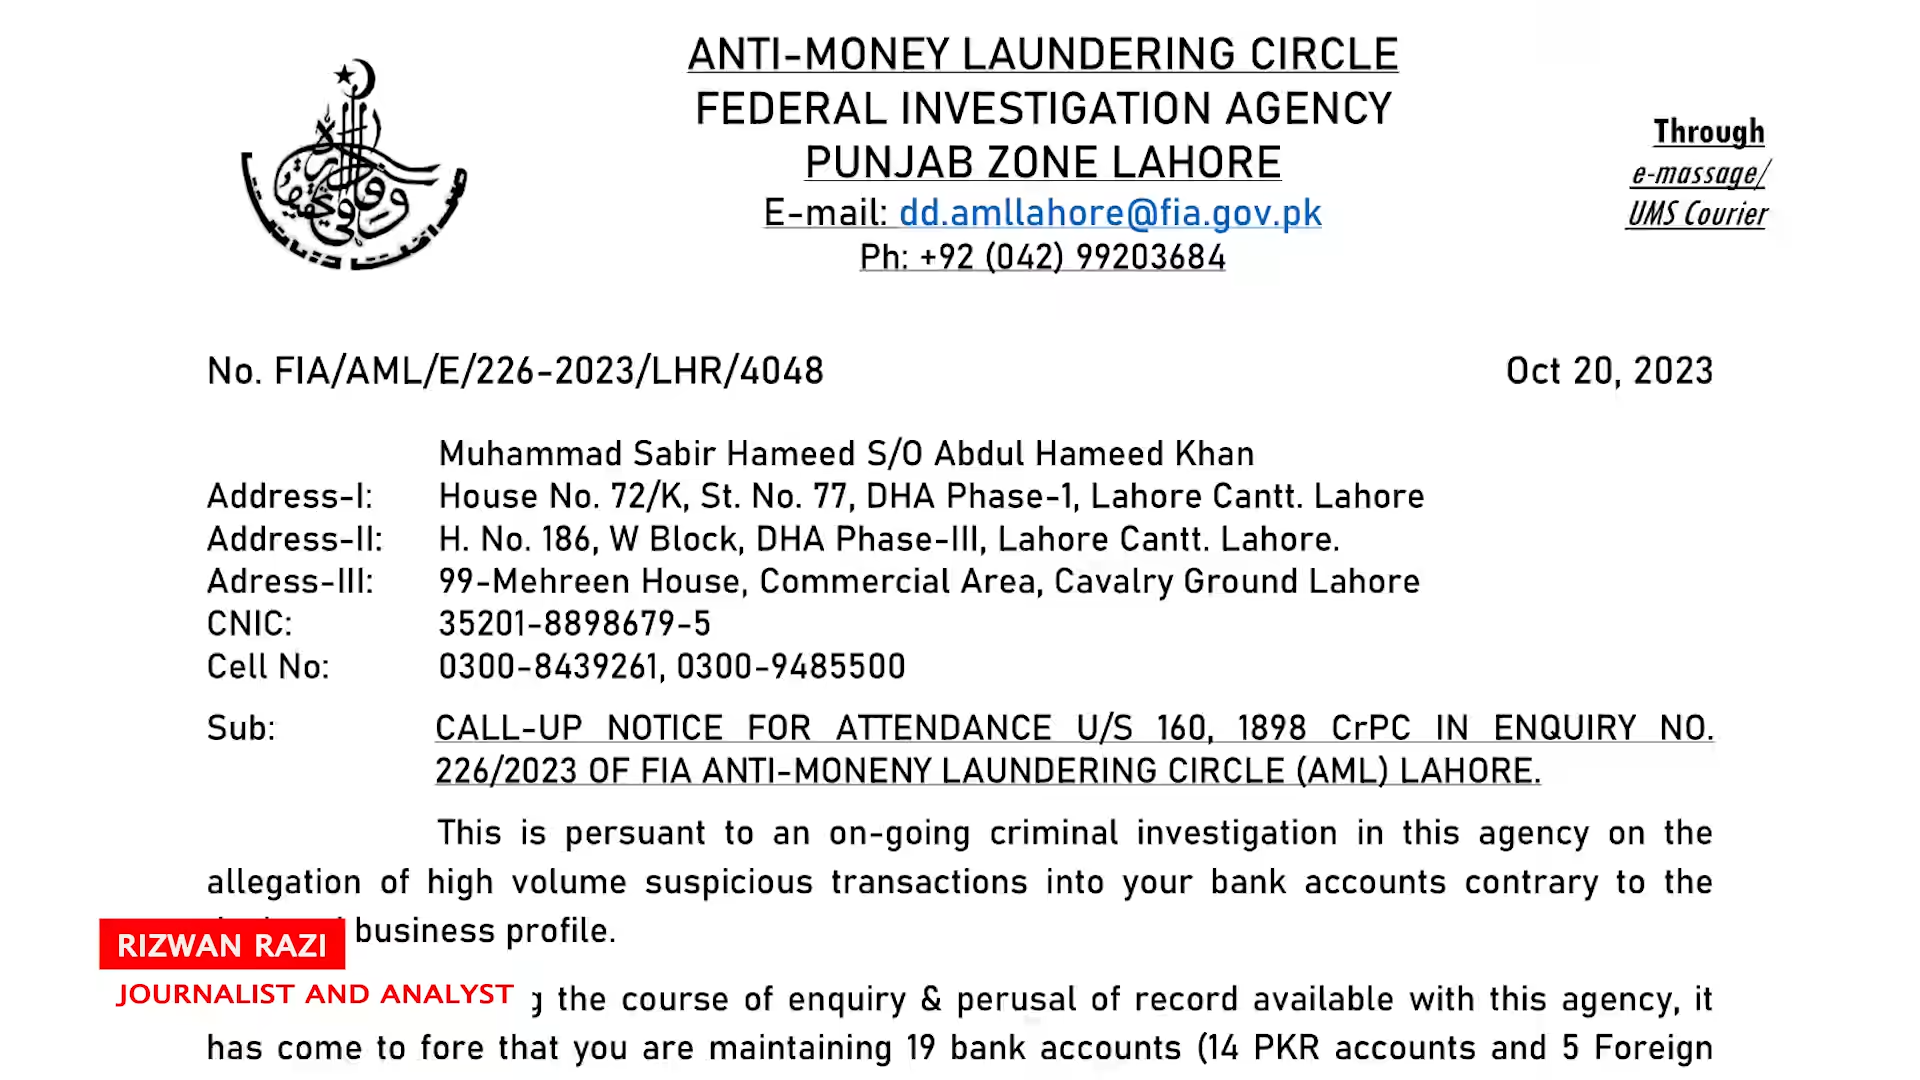 ANTI-MONEY LAUNDERING CIRCLE
FEDERAL INVESTIGATION AGENCY
PUNJAB ZONE LAHORE
E-mail: dd.amllahore@fia.gov.pk
Ph: +92 (042) 99203684
Through
e-massage/
UMS Courier
No. FIA/AML/E/226-2023/LHR/4048 Oct 20, 2023
Muhammad Sabir Hameed S/O Abdul Hameed Khan
Address-I: House No. 72/K, St. No. 77, DHA Phase-1, Lahore Cantt. Lahore
Address-II: H. No. 186, W Block, DHA Phase-III, Lahore Cantt. Lahore.
Adress-III: 99-Mehreen House, Commercial Area, Cavalry Ground Lahore
CNIC: 35201-8898679-5
Cell No: 0300-8439261, 0300-9485500
Sub: CALL-UP NOTICE FOR ATTENDANCE U/S 160, 1898 CrPC IN ENQUIRY NO.
226/2023 OF FIA ANTI-MONENY LAUNDERING CIRCLE (AML) LAHORE.
This is persuant to an on-going criminal investigation in this agency on the
allegation of high volume suspicious transactions into your bank accounts contrary to the
business profile.
RIZWAN RAZI
JOURNALIST AND ANALYST
the course of enquiry & perusal of record available with this agency, it
has come to fore that you are maintaining 19 bank accounts (14 PKR accounts and 5 Foreign